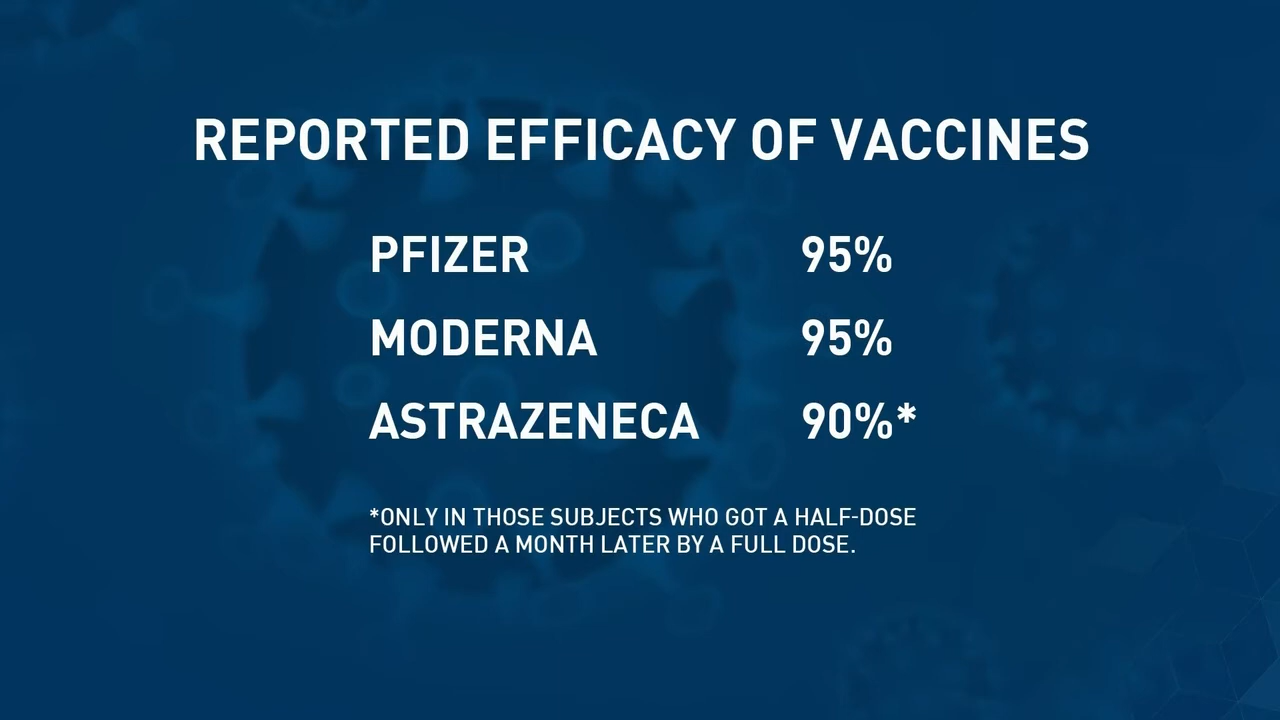 REPORTED EFFICACY OF VACCINES
PFIZER 95%
MODERNA 95%
ASTRAZENECA 90%*
*ONLY IN THOSE SUBJECTS WHO GOT A HALF-DOSE
FOLLOWED A MONTH LATER BY A FULL DOSE.